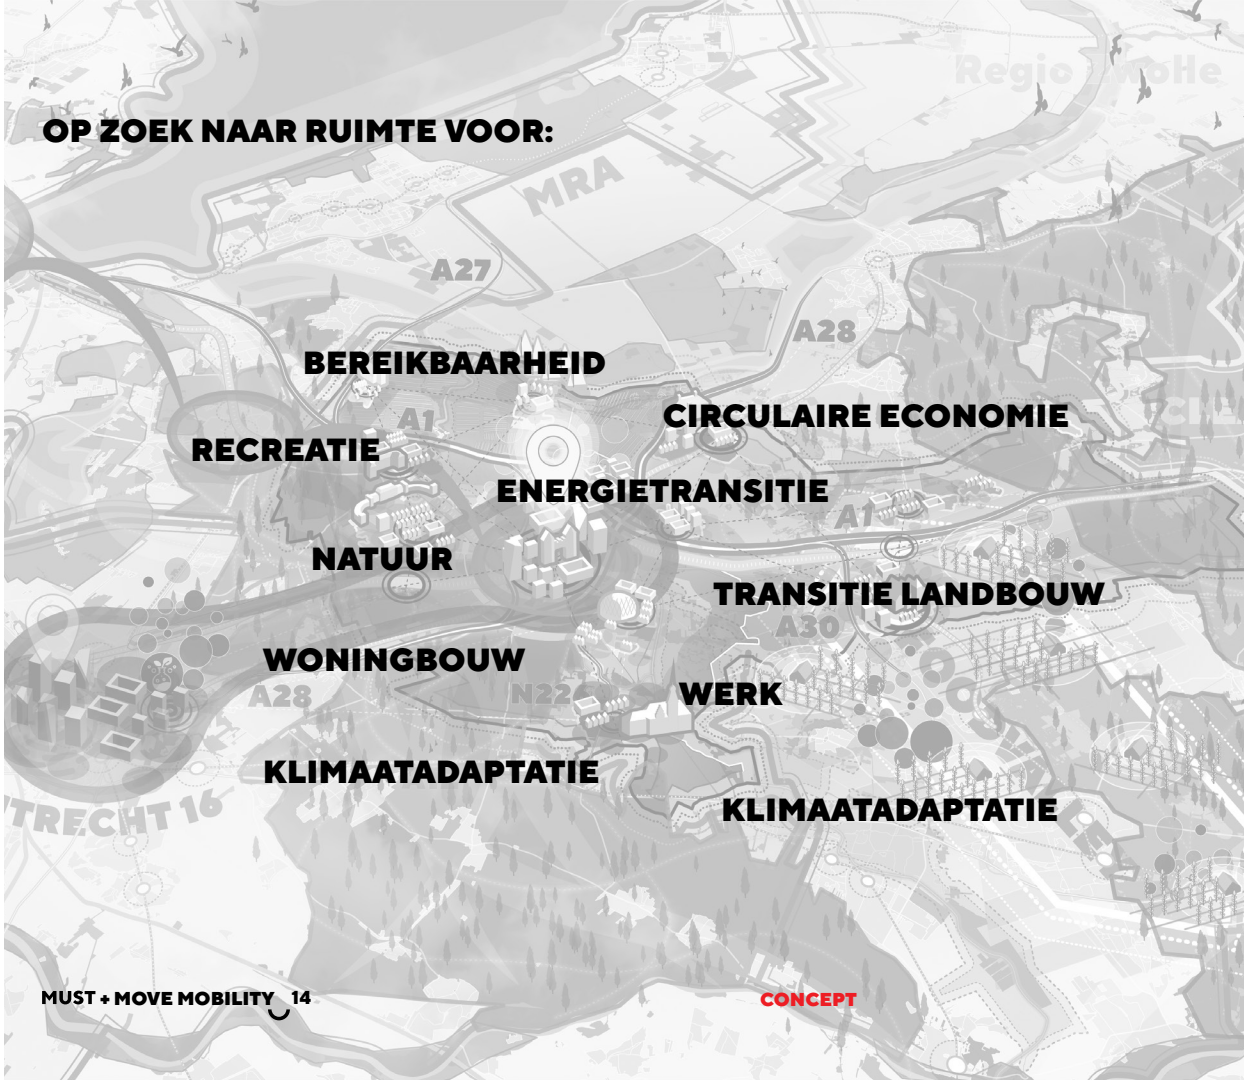 Regio
OP ZOEK NAAR RUIMTE VOOR:
MRA
A27
A28
BEREIKBAARHEID
CIRCULAIRE ECONOMIE
A1
RECREATIE
ENERGIETRANSITIE
A1
NATUUR
TRANSITIE LANDBOUW
A30
WONINGBOUW
A28
N22
WERK
KLIMAATADAPTATIE
TRECHT 16
KLIMAATADAPTATIE
MUST + MOVE MOBILITY 14
CONCEPT